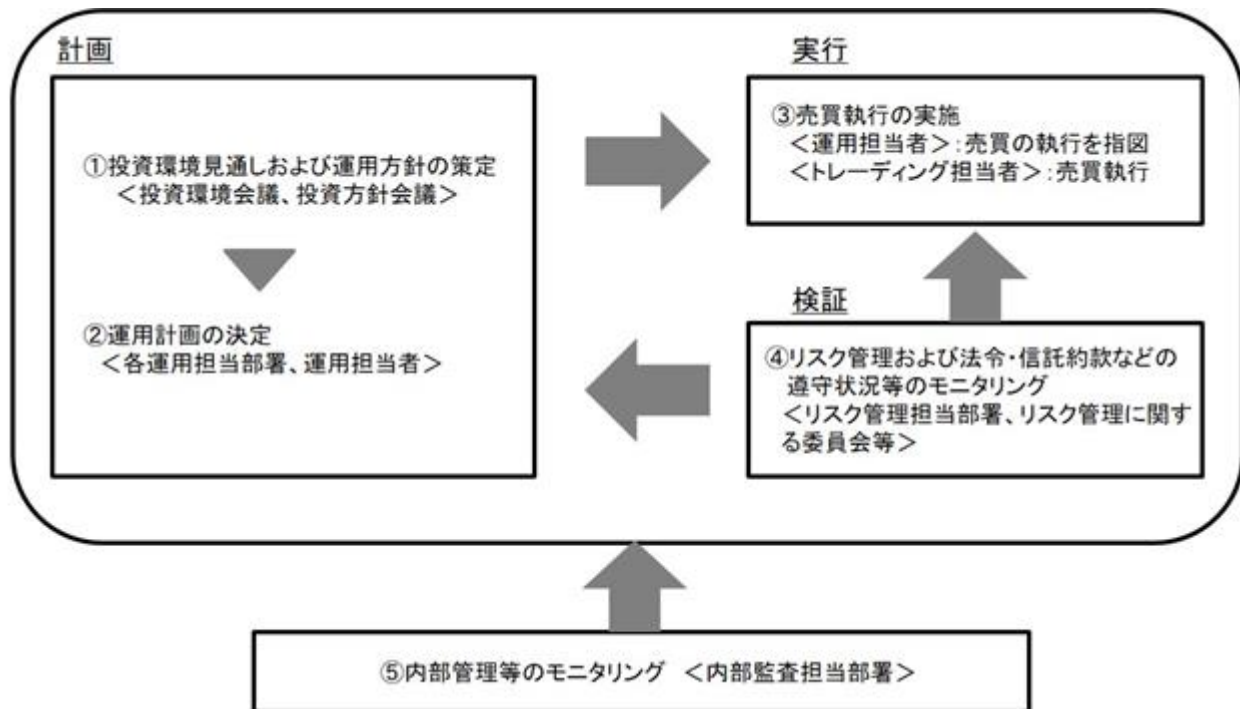 計画
①投資環境見通しおよび運用方針の策定
＜投資環境会議、投資方針会議＞
②運用計画の決定
＜各運用担当部署、運用担当者＞
実行
③売買執行の実施
＜運用担当者＞：売買の執行を指図
＜トレーディング担当者＞：売買執行
検証
④リスク管理および法令・信託約款などの
遵守状況等のモニタリング
＜リスク管理担当部署、リスク管理に関す
る委員会等＞
⑤内部管理等のモニタリング ＜内部監査担当部署＞